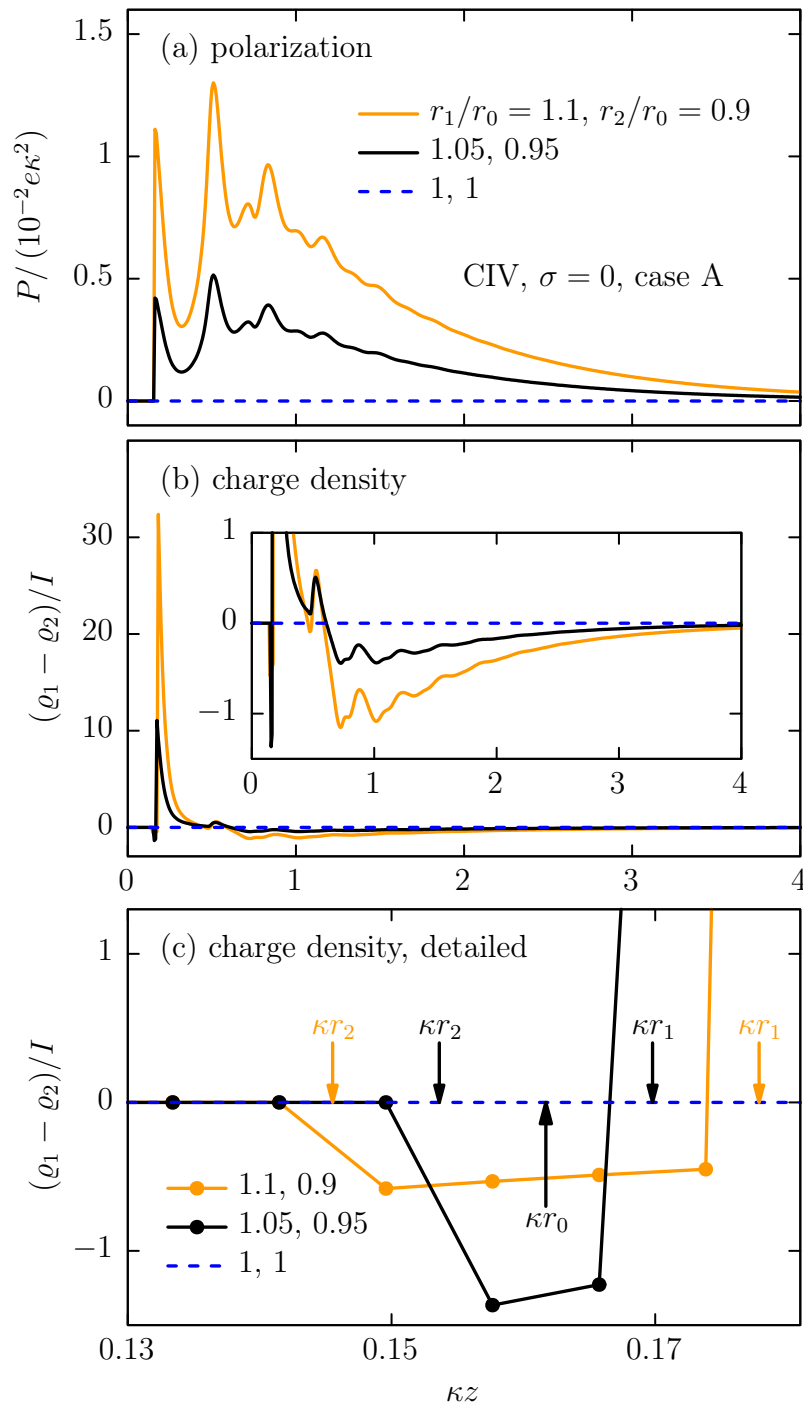 (a) polarization
1.5
1
0.5
0
P/(10⁻²eκ²)
r₁/r₀ = 1.1, r₂/r₀ = 0.9
1.05, 0.95
1, 1
CIV, σ = 0, case A
(b) charge density
30
20
10
0
(ϱ₁ − ϱ₂)/I
1
0
−1
0 1 2 3 4
0 1 2 3 4
(c) charge density, detailed
1
0
−1
(ϱ₁ − ϱ₂)/I
κr₂ κr₂ κr₁ κr₁
κr₀
1.1, 0.9
1.05, 0.95
1, 1
0.13 0.15 0.17
κz